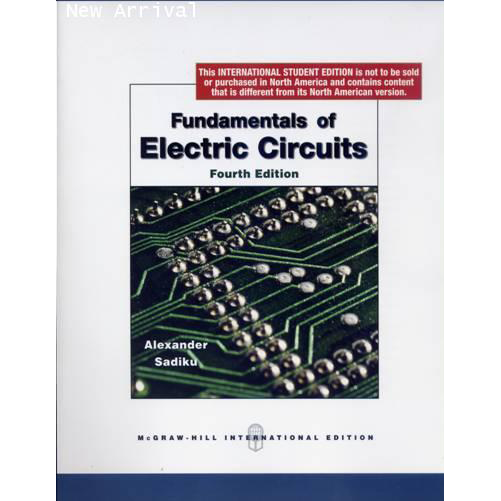 New Arrival
This INTERNATIONAL STUDENT EDITION is not to be sold
or purchased in North America and contains content
that is different from its North American version.
Fundamentals of
Electric Circuits
Fourth Edition
Alexander
Sadiku
McGRAW-HILL INTERNATIONAL EDITION